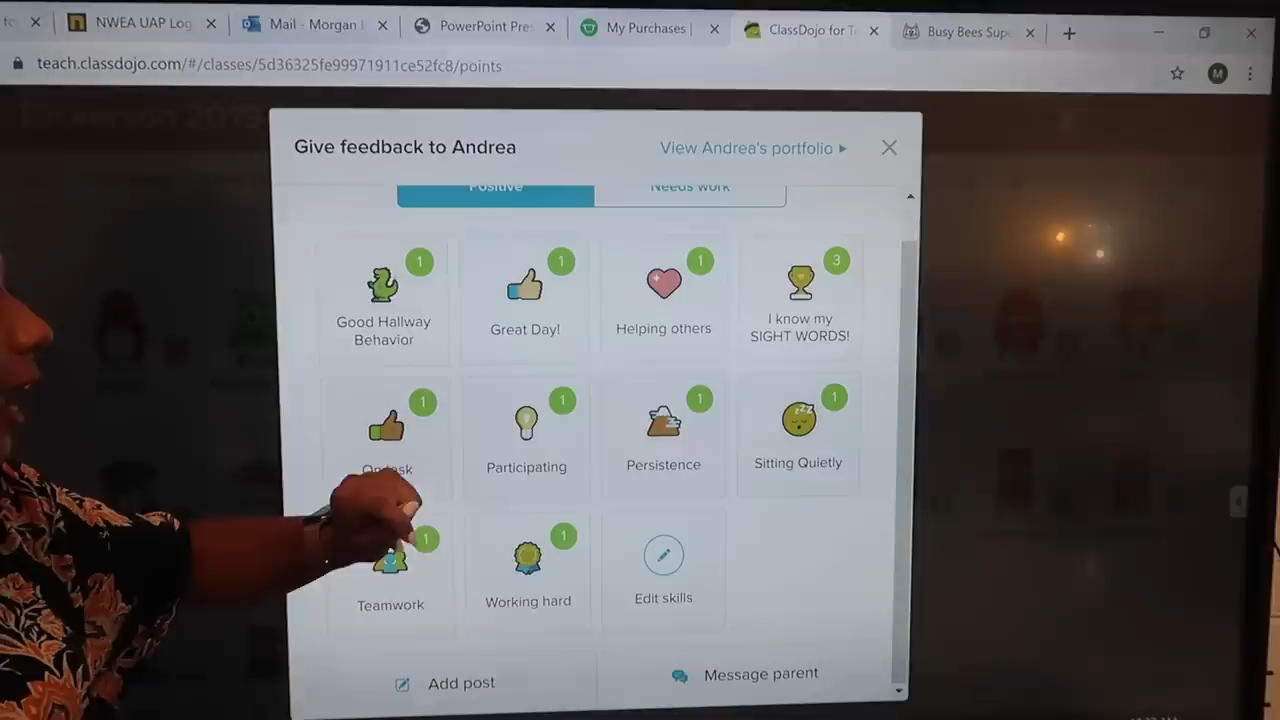 NWEA UAP Log
Mail - Morgan
PowerPoint Pre
My Purchases |
ClassDojo for T
Busy Bees Supe
teach.classdojo.com/#/classes/5d36325fe99971911ce52fc8/points
M
Give feedback to Andrea
View Andrea's portfolio
Positive
Needs work
1
1
1
3
Good Hallway
Behavior
Great Day!
Helping others
I know my
SIGHT WORDS!
1
1
1
1
On task
Participating
Persistence
Sitting Quietly
1
1
Teamwork
Working hard
Edit skills
Add post
Message parent